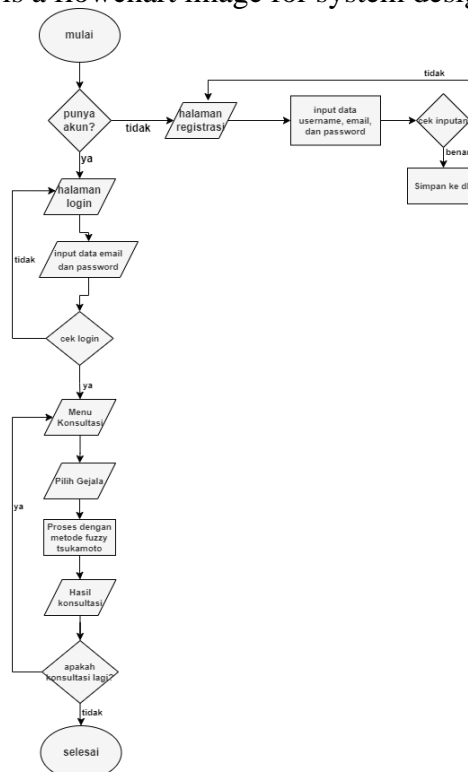 is a flowchart image for system desig
mulai
tidak
punya
akun?
tidak
halaman
registrasi
input data
username, email,
dan password
cek inputan
benar
Simpan ke d
ya
halaman
login
tidak
input data email
dan password
cek login
ya
Menu
Konsultasi
Pilih Gejala
ya
Proses dengan
metode fuzzy
tsukamoto
Hasil
konsultasi
apakah
konsultasi lagi?
tidak
selesai